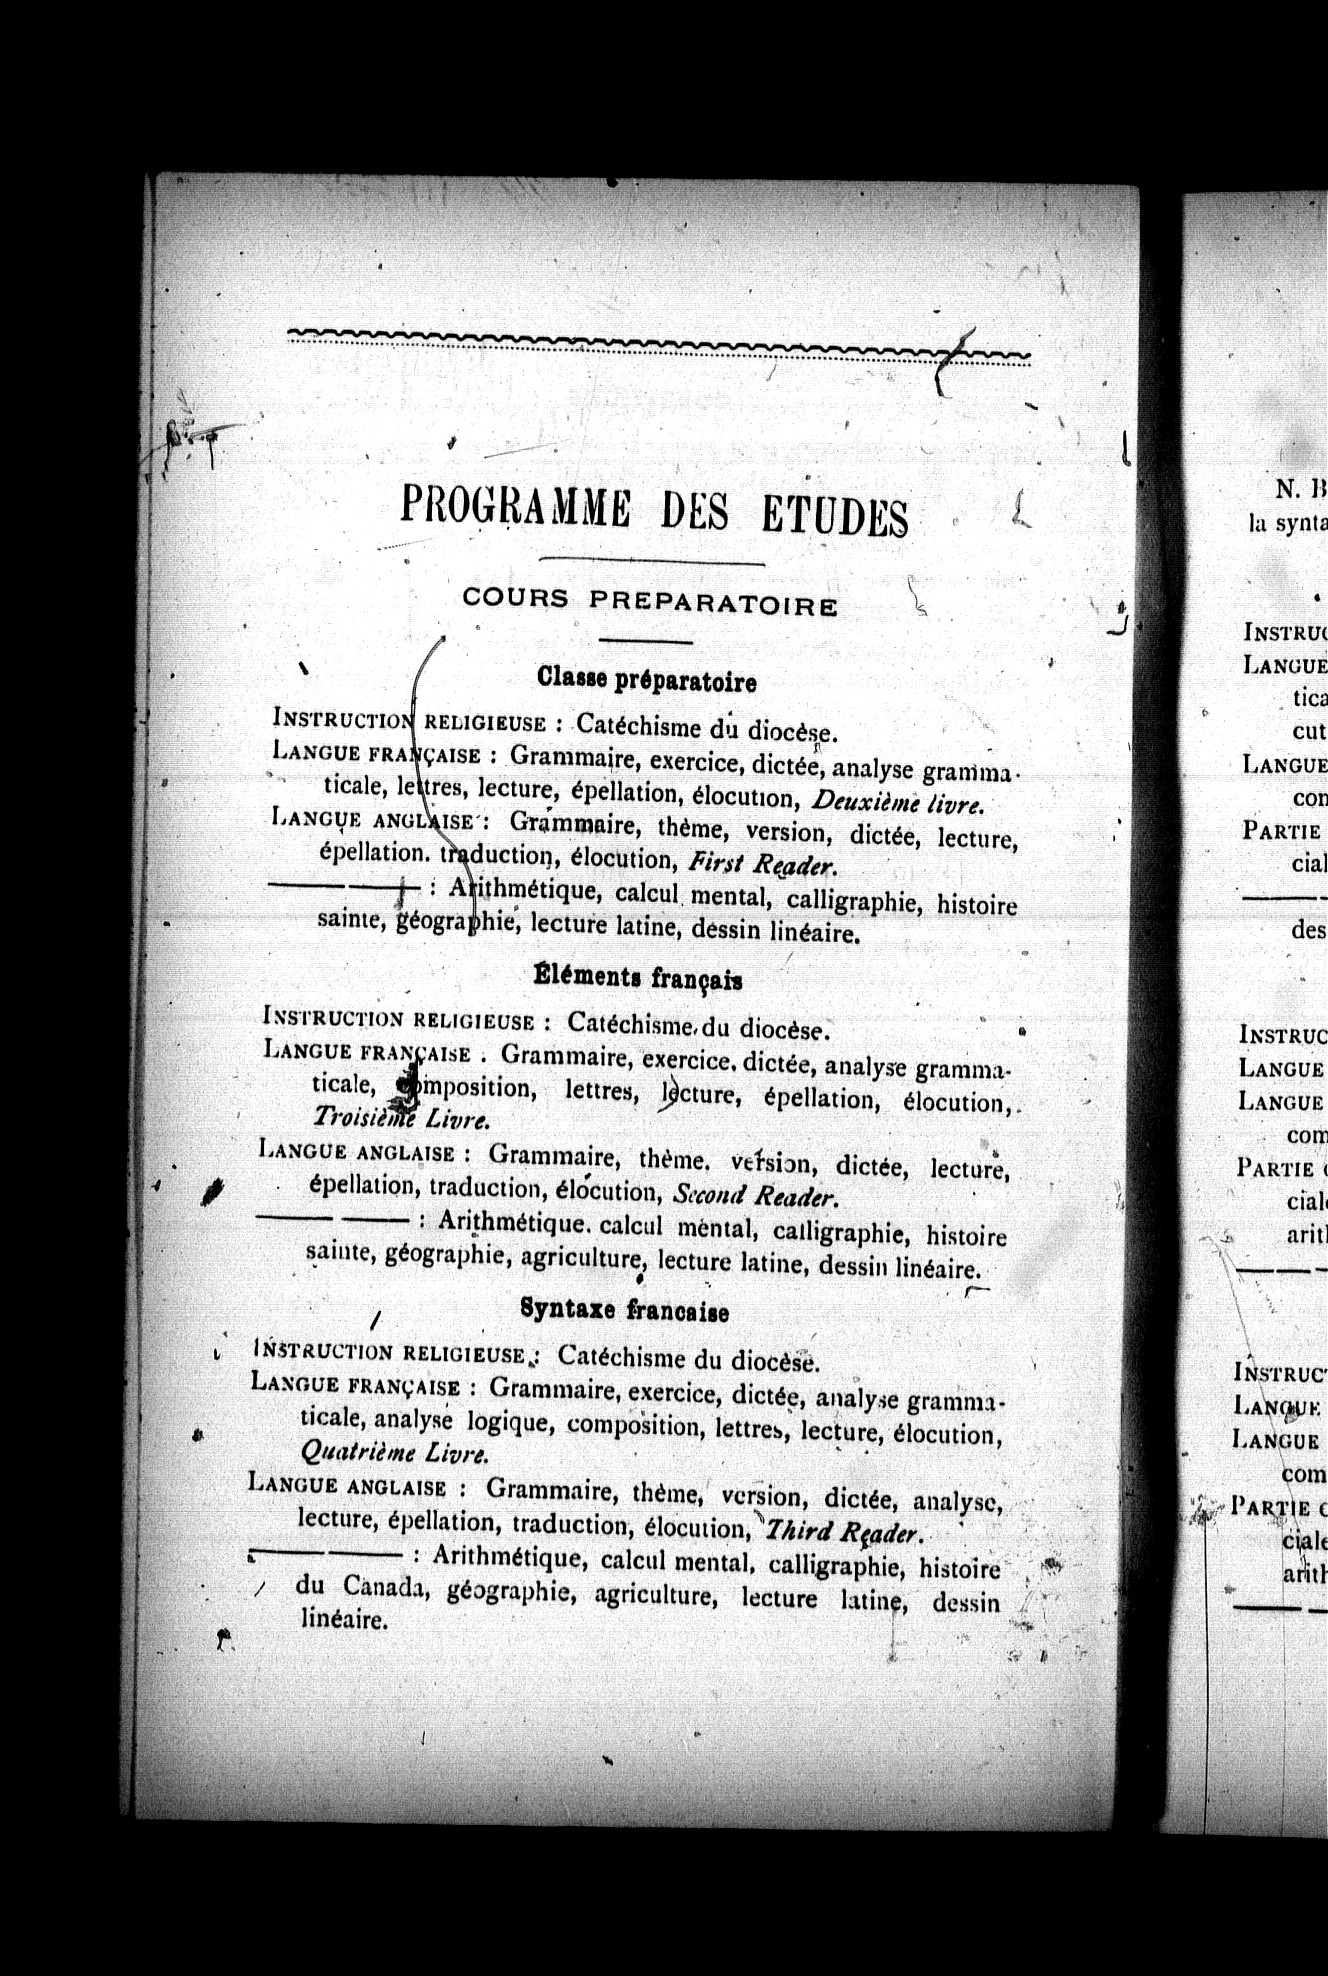 PROGRAMME DES ETUDES
COURS PREPARATOIRE
Classe préparatoire
INSTRUCTION RELIGIEUSE : Catéchisme du diocèse.
LANGUE FRANÇAISE : Grammaire, exercice, dictée, analyse gramma-
ticale, lettres, lecture, épellation, élocution, Deuxième livre.
LANGUE ANGLAISE : Grammaire, thème, version, dictée, lecture,
épellation. traduction, élocution, First Reader.
——— ——— : Arithmétique, calcul mental, calligraphie, histoire
sainte, géographie, lecture latine, dessin linéaire.
Éléments français
INSTRUCTION RELIGIEUSE : Catéchisme du diocèse.
LANGUE FRANÇAISE . Grammaire, exercice, dictée, analyse gramma-
ticale, composition, lettres, lecture, épellation, élocution,
Troisième Livre.
LANGUE ANGLAISE : Grammaire, thème. version, dictée, lecture,
épellation, traduction, élocution, Second Reader.
——— ——— : Arithmétique. calcul mental, calligraphie, histoire
sainte, géographie, agriculture, lecture latine, dessin linéaire.
Syntaxe francaise
INSTRUCTION RELIGIEUSE : Catéchisme du diocèse.
LANGUE FRANÇAISE : Grammaire, exercice, dictée, analyse gramma-
ticale, analyse logique, composition, lettres, lecture, élocution,
Quatrième Livre.
LANGUE ANGLAISE : Grammaire, thème, version, dictée, analyse,
lecture, épellation, traduction, élocution, Third Reader.
——— ——— : Arithmétique, calcul mental, calligraphie, histoire
du Canada, géographie, agriculture, lecture latine, dessin
linéaire.
N. B
la synta
INSTRUC
LANGUE
tica
cut
LANGUE
con
PARTIE
cial
des
INSTRUC
LANGUE
LANGUE
com
PARTIE
ciale
arith
INSTRUCT
LANGUE
LANGUE
com
PARTIE
ciale
arith